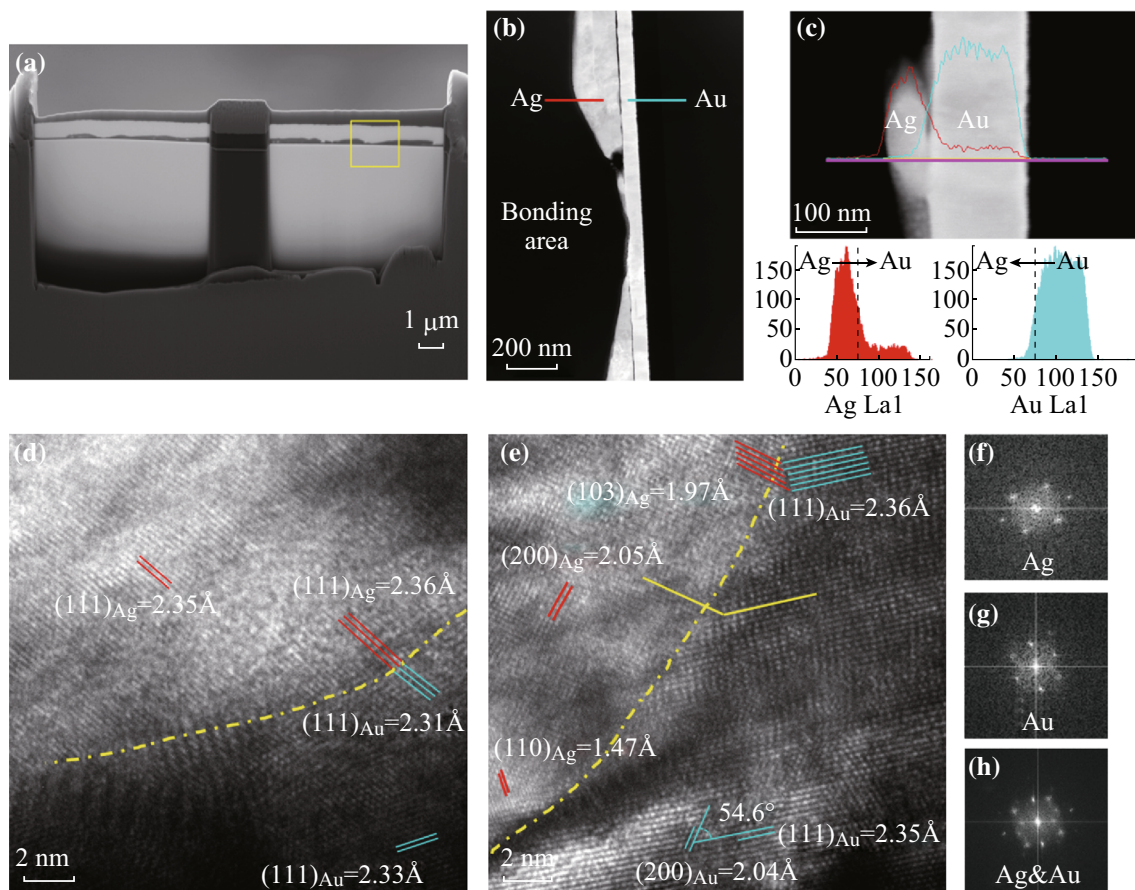 (a)
1 μm
(b)
Ag
Au
Bonding
area
200 nm
(c)
Ag
Au
100 nm
Ag
Au
150
100
50
0
0
50
100
150
Ag La1
Ag
Au
150
100
50
0
0
50
100
150
Au La1
(d)
(111)Ag=2.36Å
(111)Ag=2.35Å
(111)Au=2.31Å
2 nm
(111)Au=2.33Å
(e)
(103)Ag=1.97Å
(111)Au=2.36Å
(200)Ag=2.05Å
(110)Ag=1.47Å
54.6°
(111)Au=2.35Å
2 nm
(200)Au=2.04Å
(f)
Ag
(g)
Au
(h)
Ag&Au